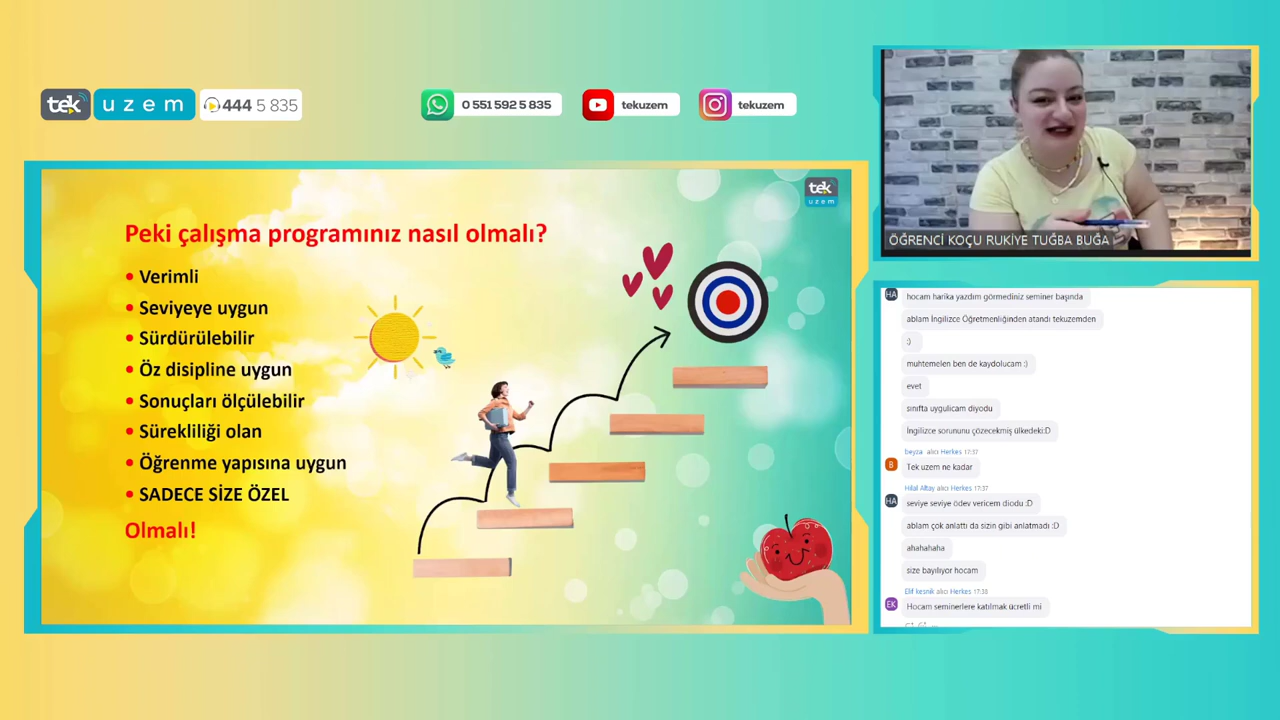 tek
uzem
444 5 835
0 551 592 5 835
tekuzem
tekuzem
tek
uzem
Peki çalışma programınız nasıl olmalı?
• Verimli
• Seviyeye uygun
• Sürdürülebilir
• Öz disipline uygun
• Sonuçları ölçülebilir
• Sürekliliği olan
• Öğrenme yapısına uygun
• SADECE SİZE ÖZEL
Olmalı!
ÖĞRENCİ KOÇU RUKİYE TUĞBA BUĞA
HA
hocam harika yazdım görmediniz seminer başında
ablam İngilizce Öğretmenliğinden atandı tekuzemden
:)
muhtemelen ben de kaydolucam :)
evet
sınıfta uygulicam diyodu
İngilizce sorununu çözecekmiş ülkedeki:D
beyza alıcı Herkes 17:37
B
Tek uzem ne kadar
Hilal Altay alıcı Herkes 17:37
HA
seviye seviye ödev vericem diodu :D
ablam çok anlattı da sizin gibi anlatmadı :D
ahahahaha
size bayılıyor hocam
Elif kesnik alıcı Herkes 17:38
EK
Hocam seminerlere katılmak ücretli mi